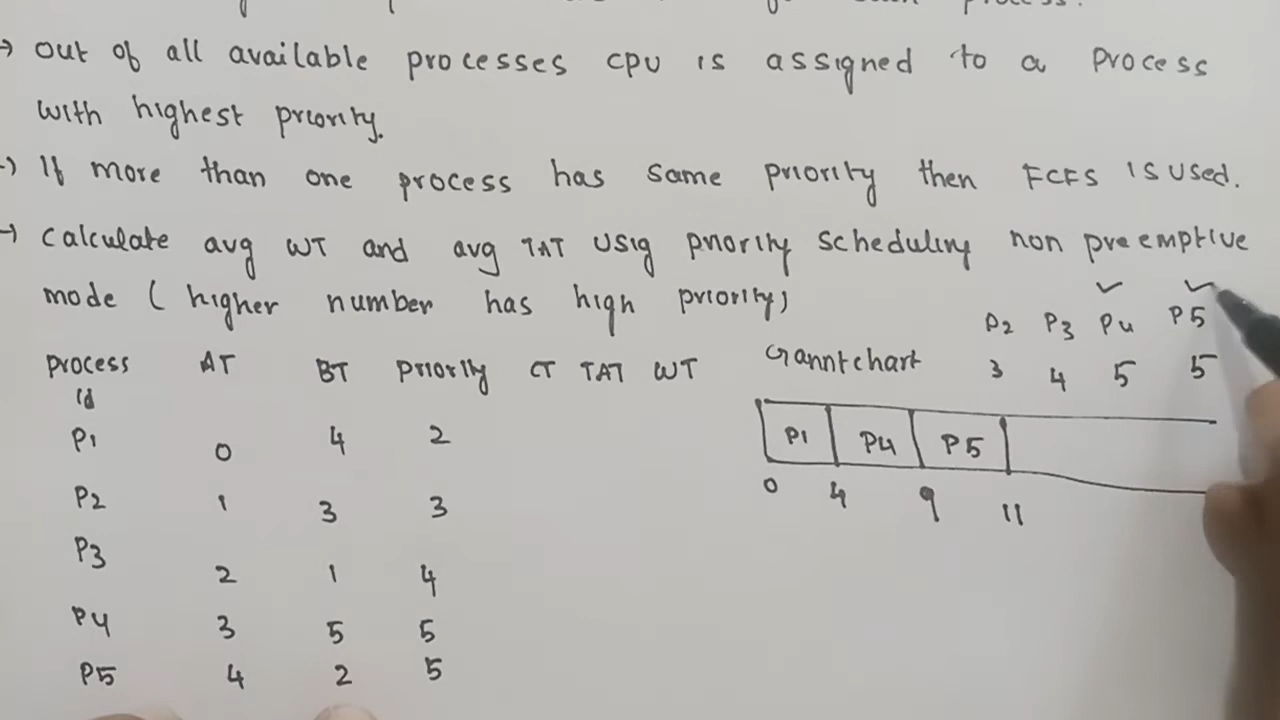 → out of all available processes CPU is assigned to a process
with highest priority.
→ If more than one process has same priority then FCFS is used.
→ calculate avg WT and avg TAT usig priority scheduling non preemptive
mode ( higher number has high priority)
P2 P3 P4 P5
3 4 5 5
Process Id AT BT Priority CT TAT WT
Ganntchart
P1 0 4 2
P2 1 3 3
P3 2 1 4
P4 3 5 5
P5 4 2 5
P1 P4 P5
0 4 9 11